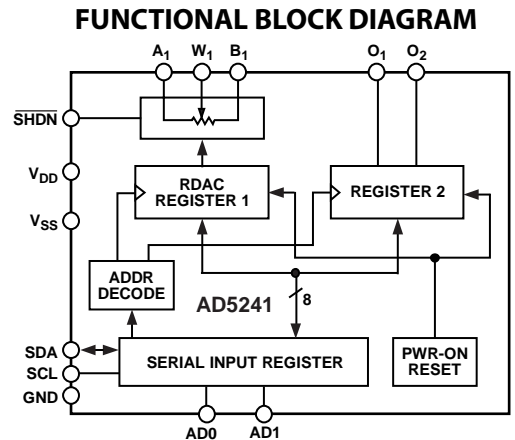 FUNCTIONAL BLOCK DIAGRAM
A1 W1 B1 O1 O2
SHDN
VDD
RDAC
REGISTER 1
REGISTER 2
VSS
ADDR
DECODE
AD5241
8
SDA
SCL
GND
SERIAL INPUT REGISTER
PWR-ON
RESET
AD0 AD1